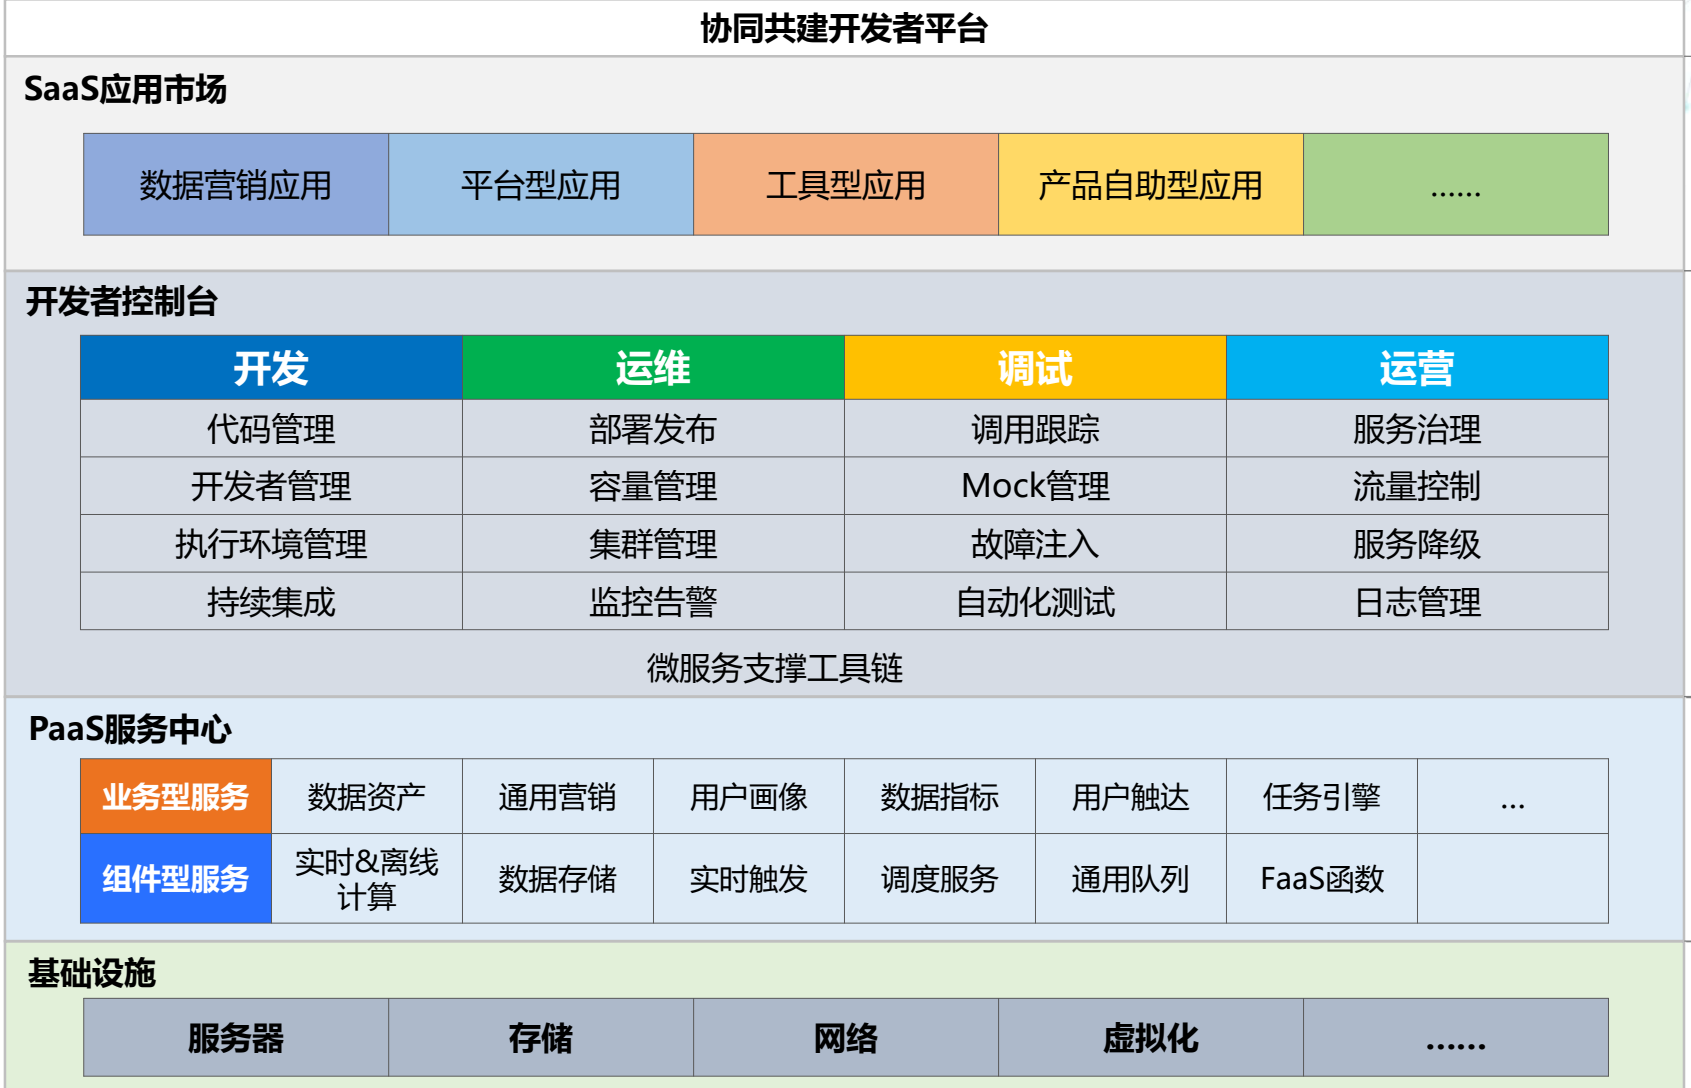 协同共建开发者平台
SaaS应用市场
数据营销应用 平台型应用 工具型应用 产品自助型应用 ......
开发者控制台
开发 运维 调试 运营
代码管理 部署发布 调用跟踪 服务治理
开发者管理 容量管理 Mock管理 流量控制
执行环境管理 集群管理 故障注入 服务降级
持续集成 监控告警 自动化测试 日志管理
微服务支撑工具链
PaaS服务中心
业务型服务 数据资产 通用营销 用户画像 数据指标 用户触达 任务引擎 ...
组件型服务 实时&离线 数据存储 实时触发 调度服务 通用队列 FaaS函数
计算
基础设施
服务器 存储 网络 虚拟化 ......